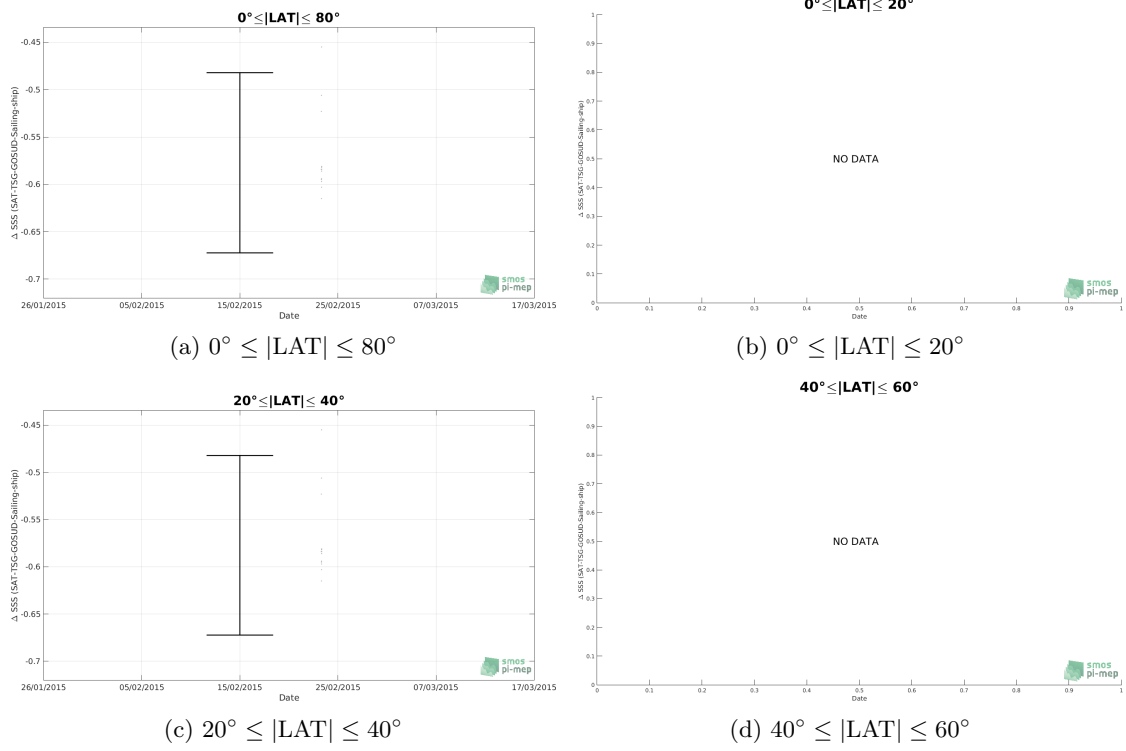 0°≤|LAT|≤ 80°
-0.45
-0.5
-0.55
-0.6
-0.65
-0.7
Δ SSS (SAT-TSG-GOSUD-Sailing-ship)
26/01/2015 05/02/2015 15/02/2015 25/02/2015 07/03/2015 17/03/2015
Date
smos
pi-mep
(a) 0° ≤ |LAT| ≤ 80°
0°≤|LAT|≤ 20°
1
0.9
0.8
0.7
0.6
0.5
0.4
0.3
0.2
0.1
0
Δ SSS (SAT-TSG-GOSUD-Sailing-ship)
NO DATA
0 0.1 0.2 0.3 0.4 0.5 0.6 0.7 0.8 0.9 1
Date
smos
pi-mep
(b) 0° ≤ |LAT| ≤ 20°
20°≤|LAT|≤ 40°
-0.45
-0.5
-0.55
-0.6
-0.65
-0.7
Δ SSS (SAT-TSG-GOSUD-Sailing-ship)
26/01/2015 05/02/2015 15/02/2015 25/02/2015 07/03/2015 17/03/2015
Date
smos
pi-mep
(c) 20° ≤ |LAT| ≤ 40°
40°≤|LAT|≤ 60°
1
0.9
0.8
0.7
0.6
0.5
0.4
0.3
0.2
0.1
0
Δ SSS (SAT-TSG-GOSUD-Sailing-ship)
NO DATA
0 0.1 0.2 0.3 0.4 0.5 0.6 0.7 0.8 0.9 1
Date
smos
pi-mep
(d) 40° ≤ |LAT| ≤ 60°